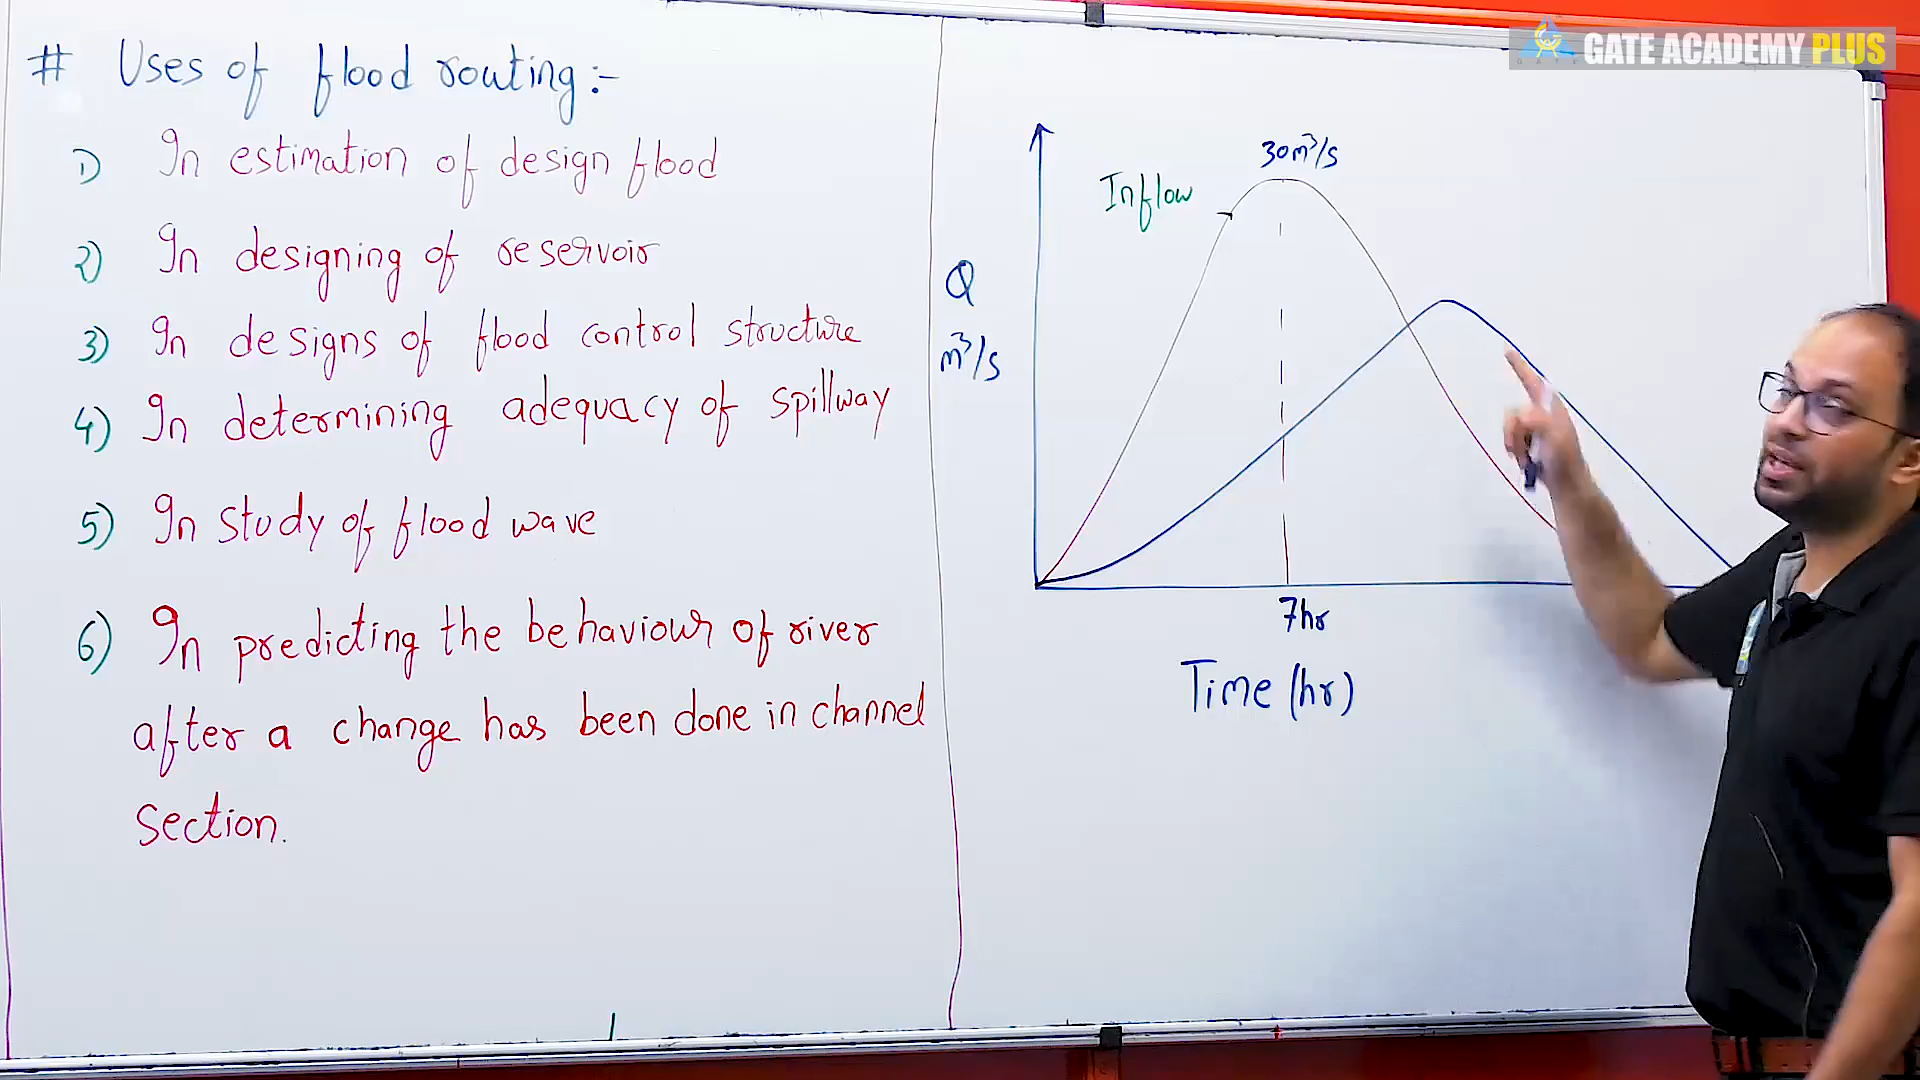 # Uses of flood routing:-
1) In estimation of design flood
2) In designing of reservoir
3) In designs of flood control structure
4) In determining adequacy of spillway
5) In study of flood wave
6) In predicting the behaviour of river
after a change has been done in channel
section.
GATE ACADEMY PLUS
30m³/s
Inflow
Q
m³/s
7hr
Time (hr)